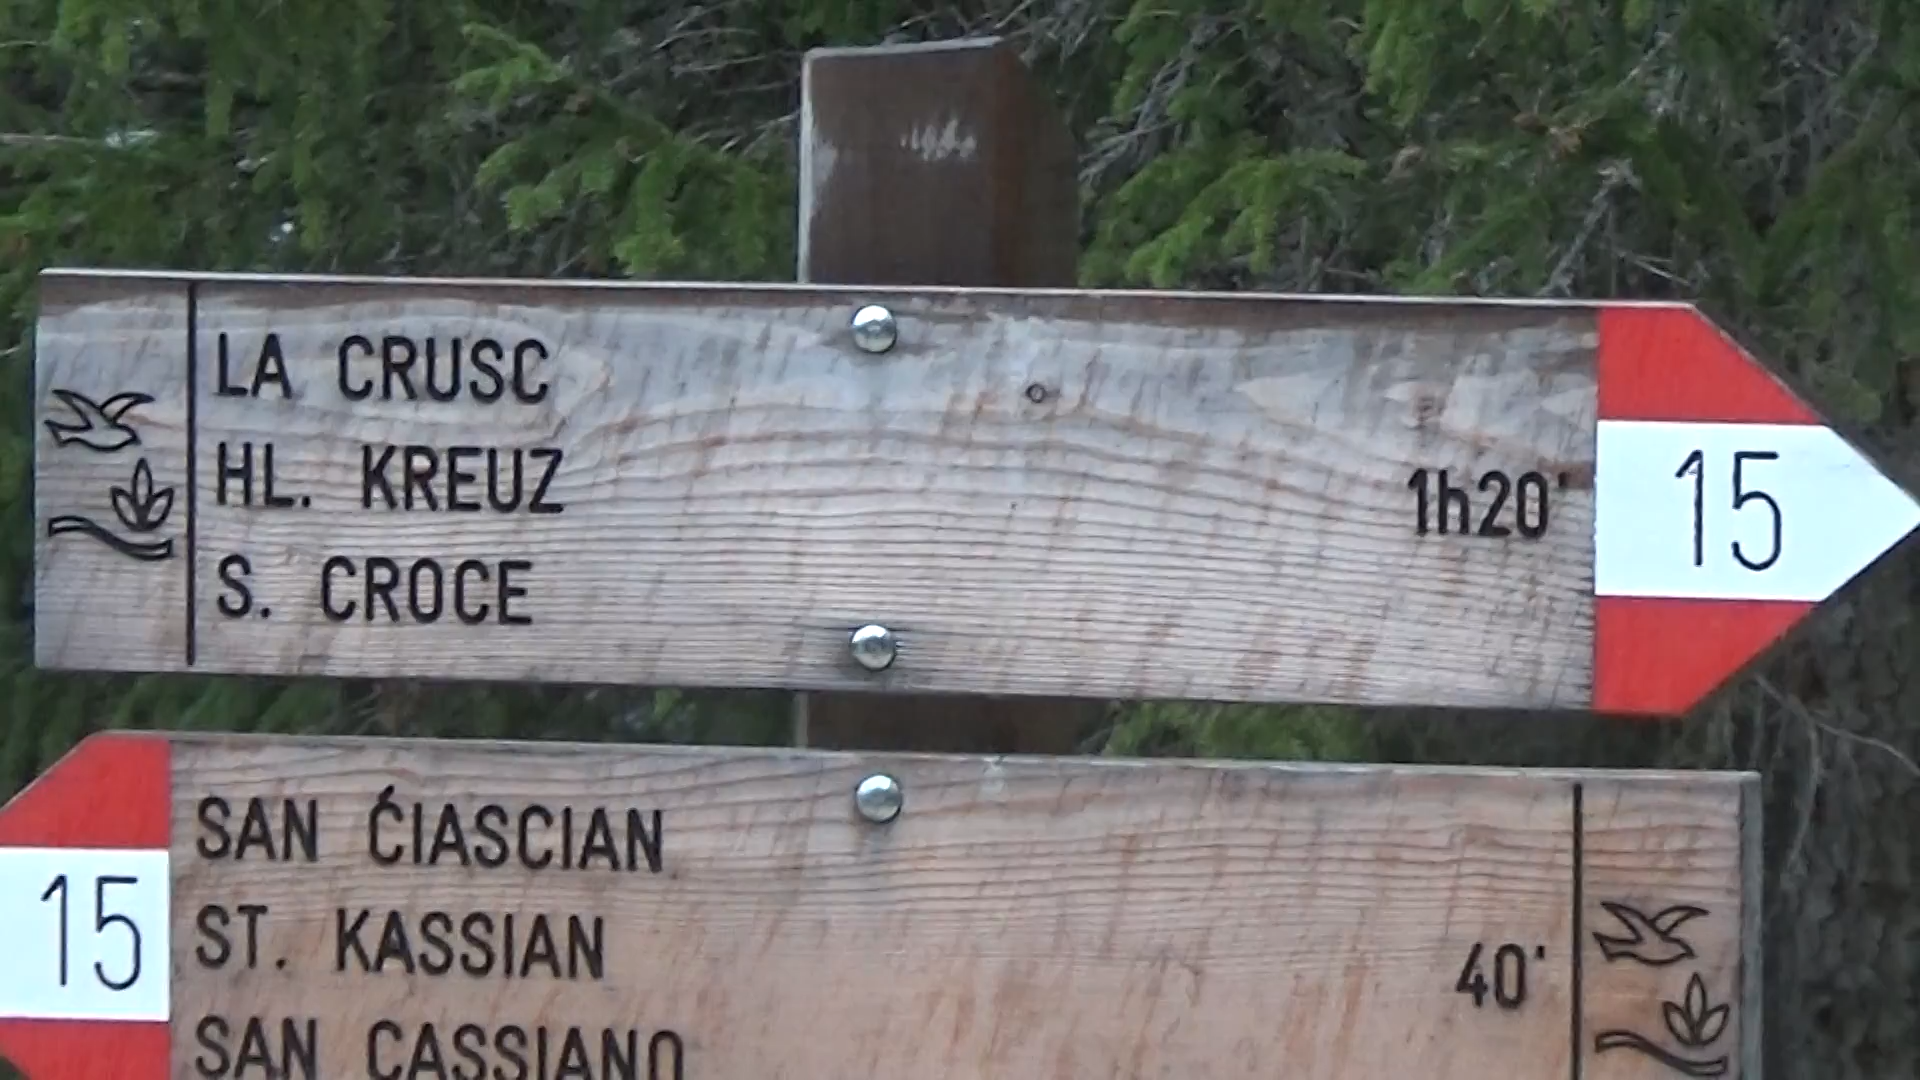 LA CRUSC
HL. KREUZ
S. CROCE
1h20'
15
15
SAN ĆIASCIAN
ST. KASSIAN
SAN CASSIANO
40'